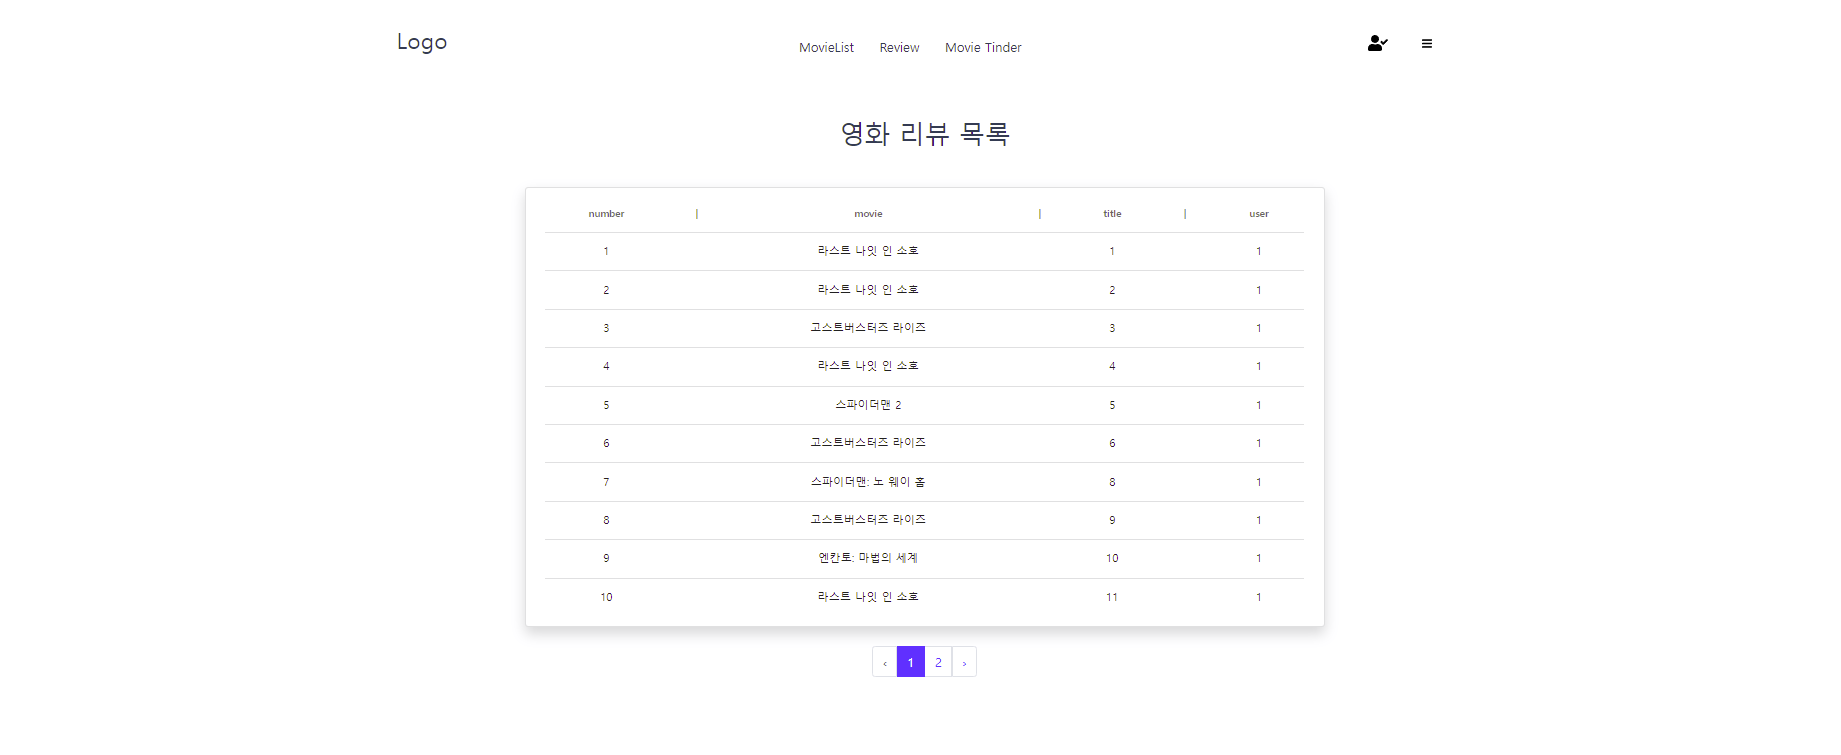 Logo MovieList Review Movie Tinder
영화 리뷰 목록
number | movie | title | user
1 라스트 나잇 인 소호 1 1
2 라스트 나잇 인 소호 2 1
3 고스트버스터즈 라이즈 3 1
4 라스트 나잇 인 소호 4 1
5 스파이더맨 2 5 1
6 고스트버스터즈 라이즈 6 1
7 스파이더맨: 노 웨이 홈 8 1
8 고스트버스터즈 라이즈 9 1
9 엔칸토: 마법의 세계 10 1
10 라스트 나잇 인 소호 11 1
‹ 1 2 ›